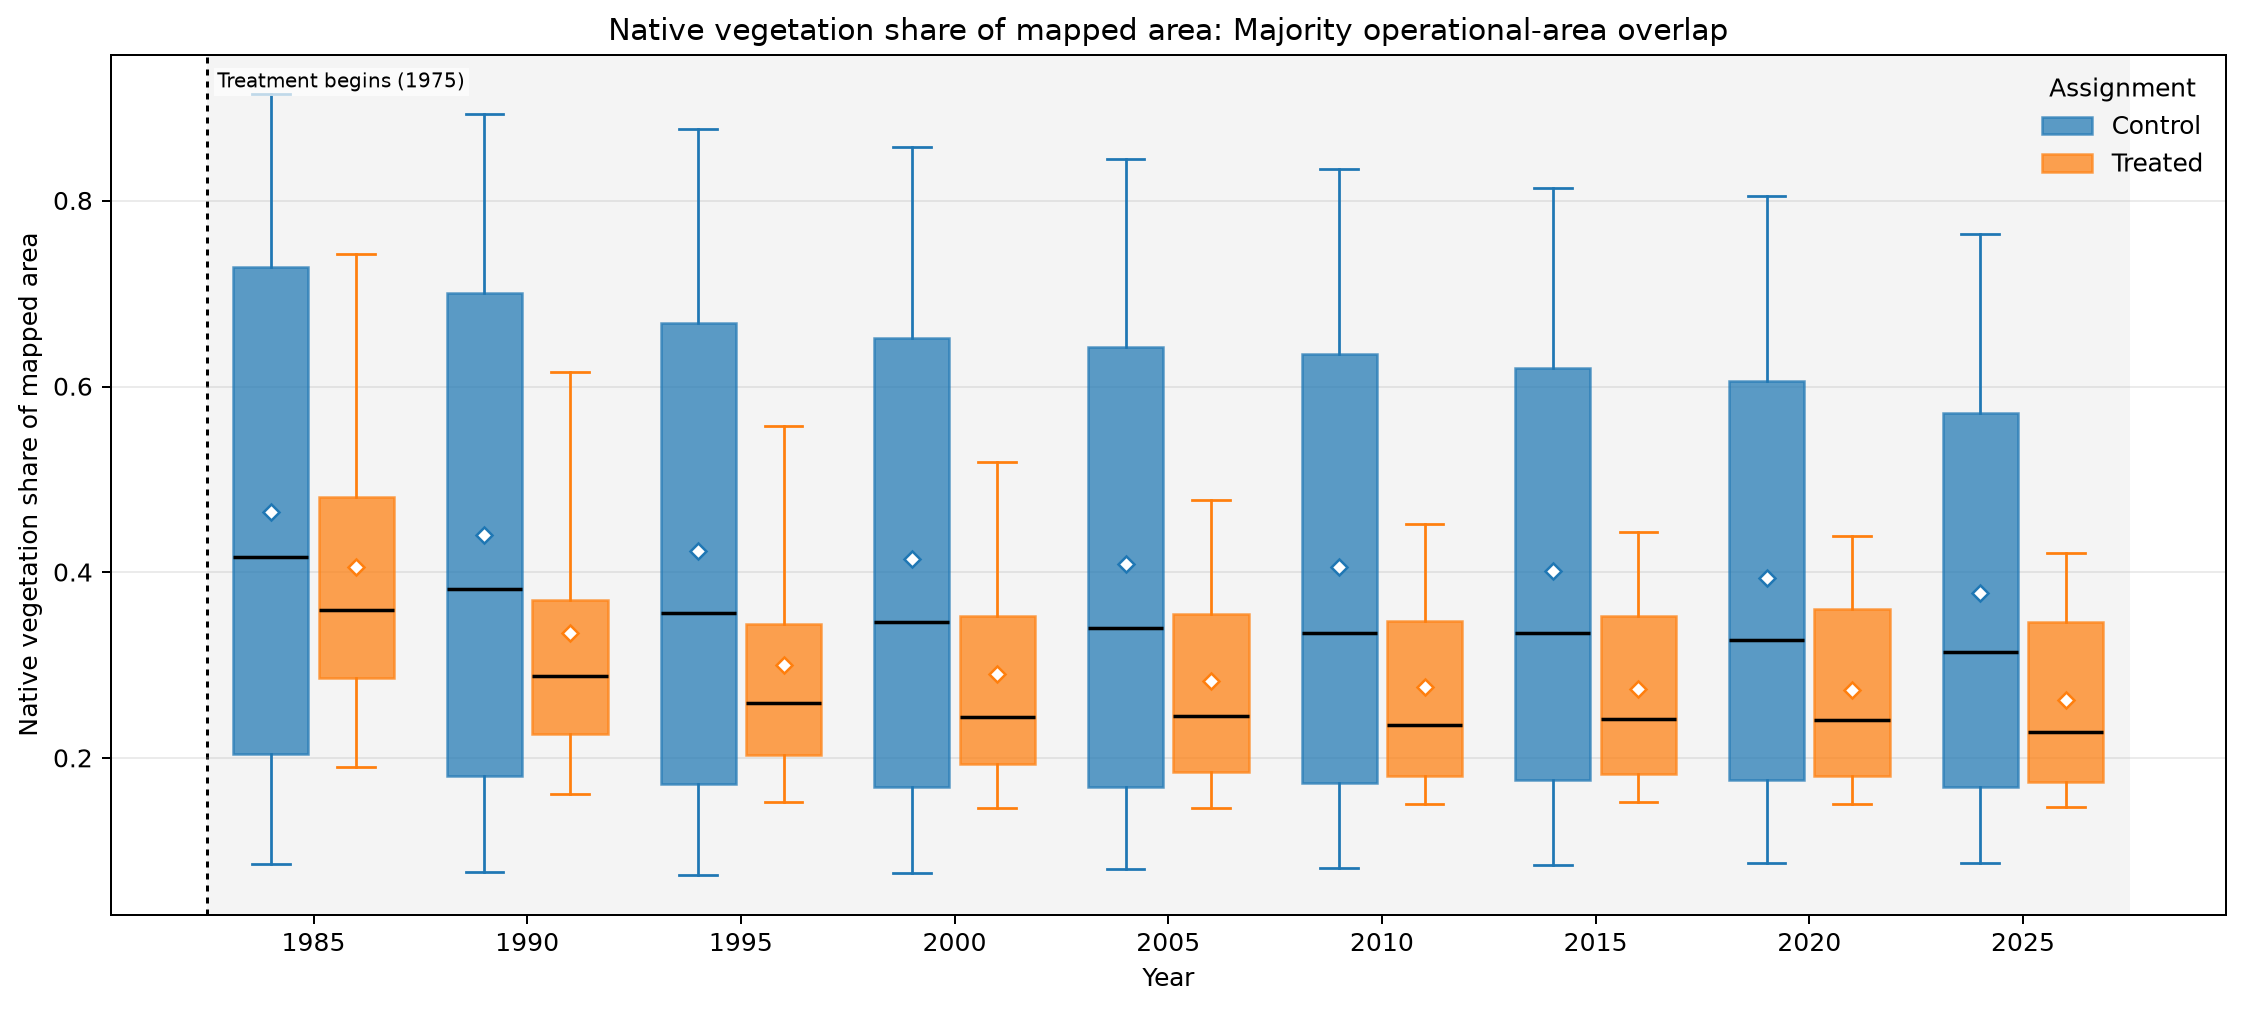 Native vegetation share of mapped area: Majority operational-area overlap
Treatment begins (1975)
Assignment
Control
Treated
Native vegetation share of mapped area
0.8
0.6
0.4
0.2
1985 1990 1995 2000 2005 2010 2015 2020 2025
Year